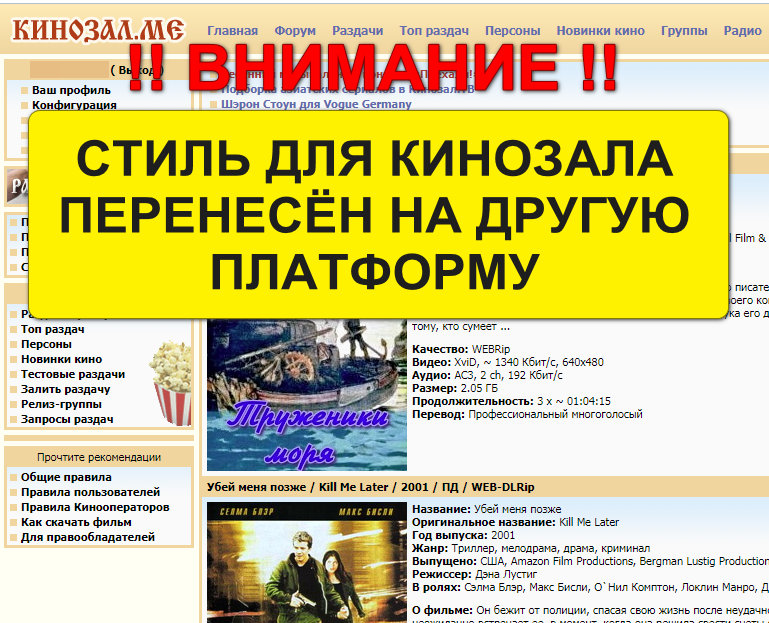 КИНОЗАЛ.МЕ
Главная Форум Раздачи Топ раздач Персоны Новинки кино Группы Радио
!! ВНИМАНИЕ !!
( Выход )
Ваш профиль
Конфигурация
Подборка азиатских сериалов в Кинозал.ТВ
Шэрон Стоун для Vogue Germany
СТИЛЬ ДЛЯ КИНОЗАЛА
ПЕРЕНЕСЁН НА ДРУГУЮ
ПЛАТФОРМУ
l Film &
о писате
воего ко
ука его д
тому, кто сумеет ...
Качество: WEBRip
Видео: XviD, ~ 1340 Кбит/с, 640x480
Аудио: AC3, 2 ch, 192 Кбит/с
Размер: 2.05 ГБ
Продолжительность: 3 x ~ 01:04:15
Перевод: Профессиональный многоголосый
Труженики
моря
Топ раздач
Персоны
Новинки кино
Тестовые раздачи
Залить раздачу
Релиз-группы
Запросы раздач
Прочтите рекомендации
Общие правила
Правила пользователей
Правила Кинооператоров
Как скачать фильм
Для правообладателей
Убей меня позже / Kill Me Later / 2001 / ПД / WEB-DLRip
СЕЛМА БЛЭР МАКС БИСЛИ
Название: Убей меня позже
Оригинальное название: Kill Me Later
Год выпуска: 2001
Жанр: Триллер, мелодрама, драма, криминал
Выпущено: США, Amazon Film Productions, Bergman Lustig Production
Режиссер: Дэна Лустиг
В ролях: Сэлма Блэр, Макс Бисли, О`Нил Комптон, Локлин Манро, Д
О фильме: Он бежит от полиции, спасая свою жизнь после неудачно